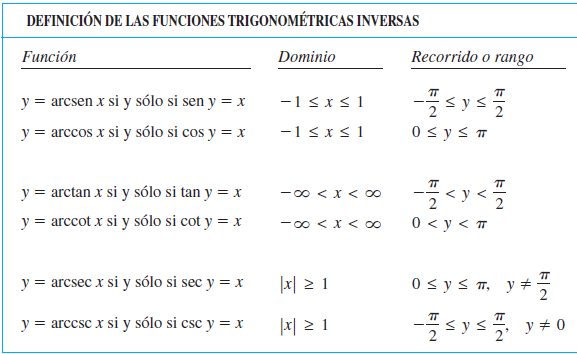 DEFINICIÓN DE LAS FUNCIONES TRIGONOMÉTRICAS INVERSAS
Función Dominio Recorrido o rango
y = arcsen x si y sólo si sen y = x −1 ≤ x ≤ 1 −π/2 ≤ y ≤ π/2
y = arccos x si y sólo si cos y = x −1 ≤ x ≤ 1 0 ≤ y ≤ π
y = arctan x si y sólo si tan y = x −∞ < x < ∞ −π/2 < y < π/2
y = arccot x si y sólo si cot y = x −∞ < x < ∞ 0 < y < π
y = arcsec x si y sólo si sec y = x |x| ≥ 1 0 ≤ y ≤ π, y ≠ π/2
y = arccsc x si y sólo si csc y = x |x| ≥ 1 −π/2 ≤ y ≤ π/2, y ≠ 0